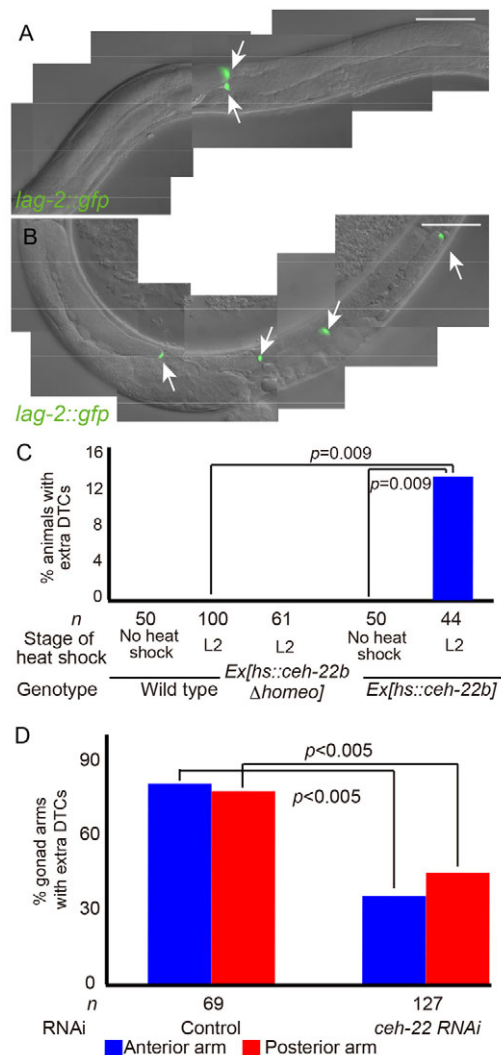 A
lag-2::gfp
B
lag-2::gfp
C
% animals with
extra DTCs
16
12
8
4
0
p=0.009
p=0.009
n 50 100 61 50 44
Stage of
heat shock
No heat
shock
L2
L2
No heat
shock
L2
Genotype
Wild type
Ex[hs::ceh-22b
Δhomeo]
Ex[hs::ceh-22b]
D
% gonad arms
with extra DTCs
90
60
30
0
p<0.005
p<0.005
n 69 127
RNAi Control ceh-22 RNAi
Anterior arm Posterior arm